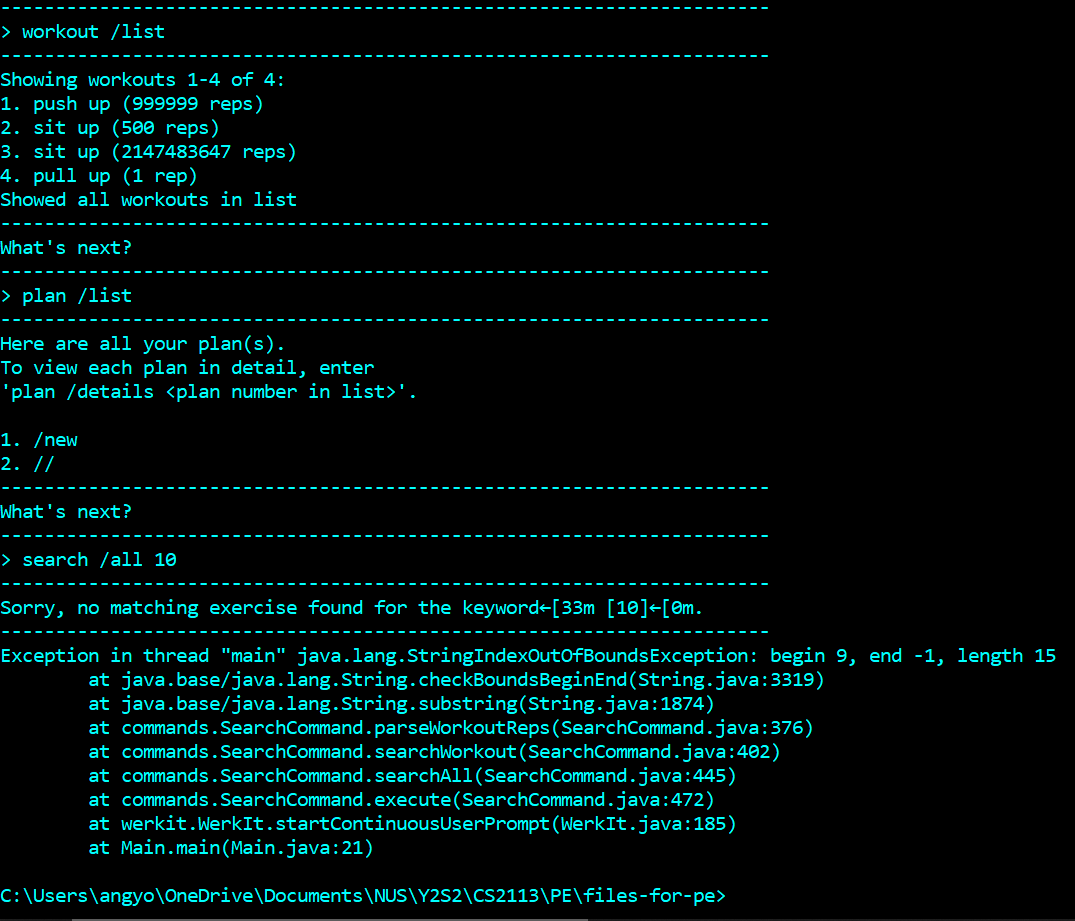 ----------------------------------------------------------------------
> workout /list
----------------------------------------------------------------------
Showing workouts 1-4 of 4:
1. push up (999999 reps)
2. sit up (500 reps)
3. sit up (2147483647 reps)
4. pull up (1 rep)
Showed all workouts in list
----------------------------------------------------------------------
What's next?
----------------------------------------------------------------------
> plan /list
----------------------------------------------------------------------
Here are all your plan(s).
To view each plan in detail, enter
'plan /details <plan number in list>'.

1. /new
2. //
----------------------------------------------------------------------
What's next?
----------------------------------------------------------------------
> search /all 10
----------------------------------------------------------------------
Sorry, no matching exercise found for the keyword←[33m [10]←[0m.
----------------------------------------------------------------------
Exception in thread "main" java.lang.StringIndexOutOfBoundsException: begin 9, end -1, length 15
        at java.base/java.lang.String.checkBoundsBeginEnd(String.java:3319)
        at java.base/java.lang.String.substring(String.java:1874)
        at commands.SearchCommand.parseWorkoutReps(SearchCommand.java:376)
        at commands.SearchCommand.searchWorkout(SearchCommand.java:402)
        at commands.SearchCommand.searchAll(SearchCommand.java:445)
        at commands.SearchCommand.execute(SearchCommand.java:472)
        at werkit.WerkIt.startContinuousUserPrompt(WerkIt.java:185)
        at Main.main(Main.java:21)

C:\Users\angyo\OneDrive\Documents\NUS\Y2S2\CS2113\PE\files-for-pe>